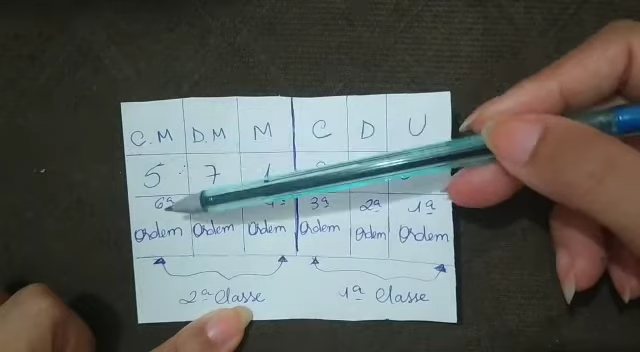 C.M D.M M C D U
5 7
6ª 3ª 2ª 1ª
Ordem Ordem Ordem Ordem Ordem Ordem
2ª Classe 1ª Classe